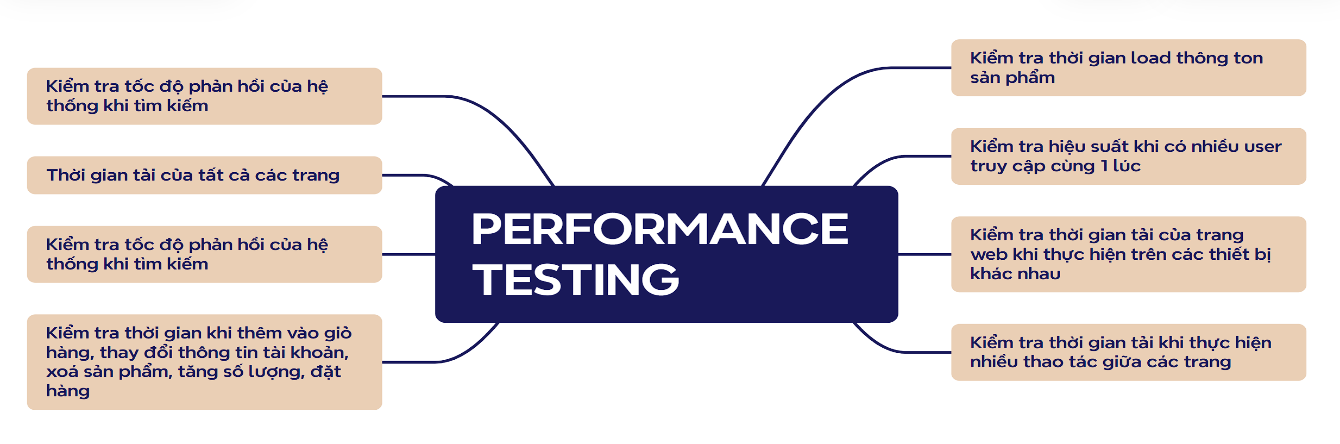 Kiểm tra tốc độ phản hồi của hệ
thống khi tìm kiếm
Thời gian tải của tất cả các trang
Kiểm tra tốc độ phản hồi của hệ
thống khi tìm kiếm
Kiểm tra thời gian khi thêm vào giỏ
hàng, thay đổi thông tin tài khoản,
xoá sản phẩm, tăng số lượng, đặt
hàng
PERFORMANCE
TESTING
Kiểm tra thời gian load thông ton
sản phẩm
Kiểm tra hiệu suất khi có nhiều user
truy cập cùng 1 lúc
Kiểm tra thời gian tải của trang
web khi thực hiện trên các thiết bị
khác nhau
Kiểm tra thời gian tải khi thực hiện
nhiều thao tác giữa các trang